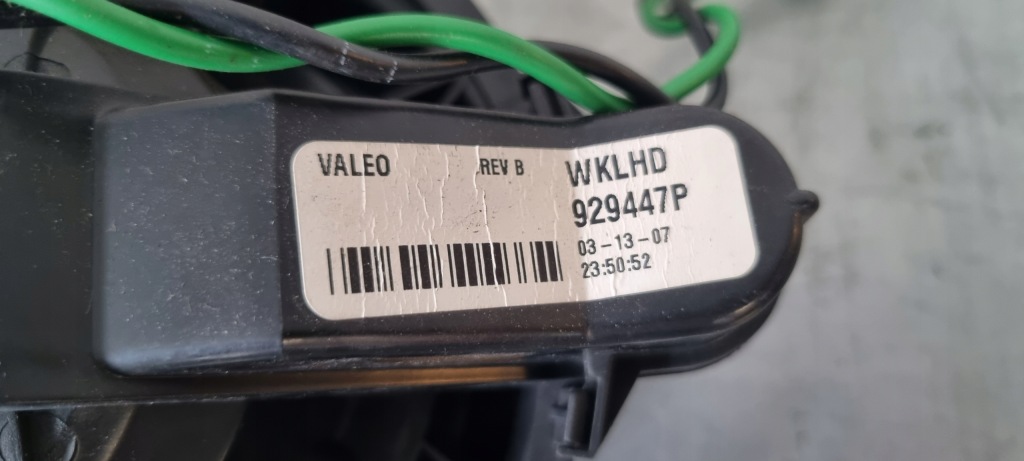 VALEO REV B WKLHD
929447P
03-13-07
23:50:52